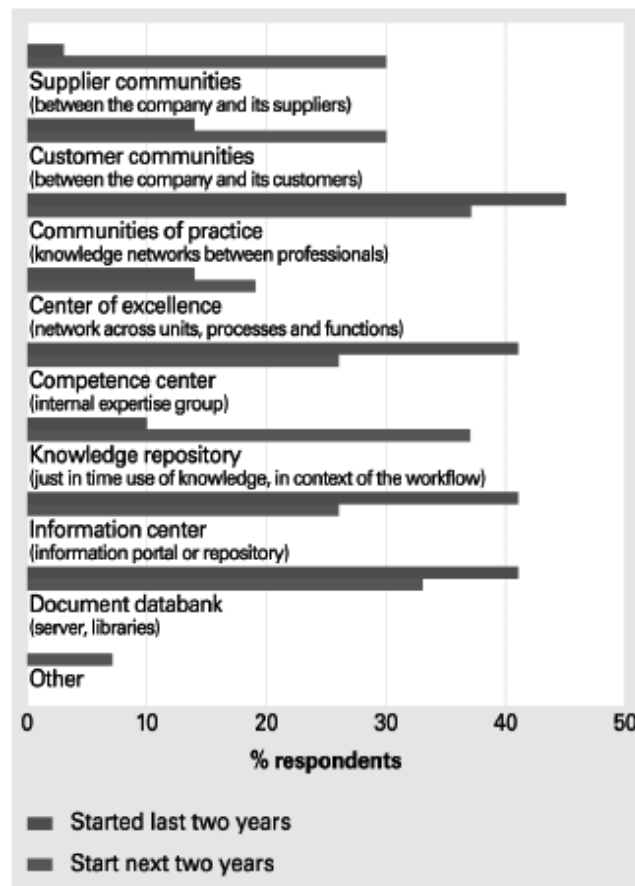 Supplier communities
(between the company and its suppliers)
Customer communities
(between the company and its customers)
Communities of practice
(knowledge networks between professionals)
Center of excellence
(network across units, processes and functions)
Competence center
(internal expertise group)
Knowledge repository
(just in time use of knowledge, in context of the workflow)
Information center
(information portal or repository)
Document databank
(server, libraries)
Other
0 10 20 30 40 50
% respondents
Started last two years
Start next two years